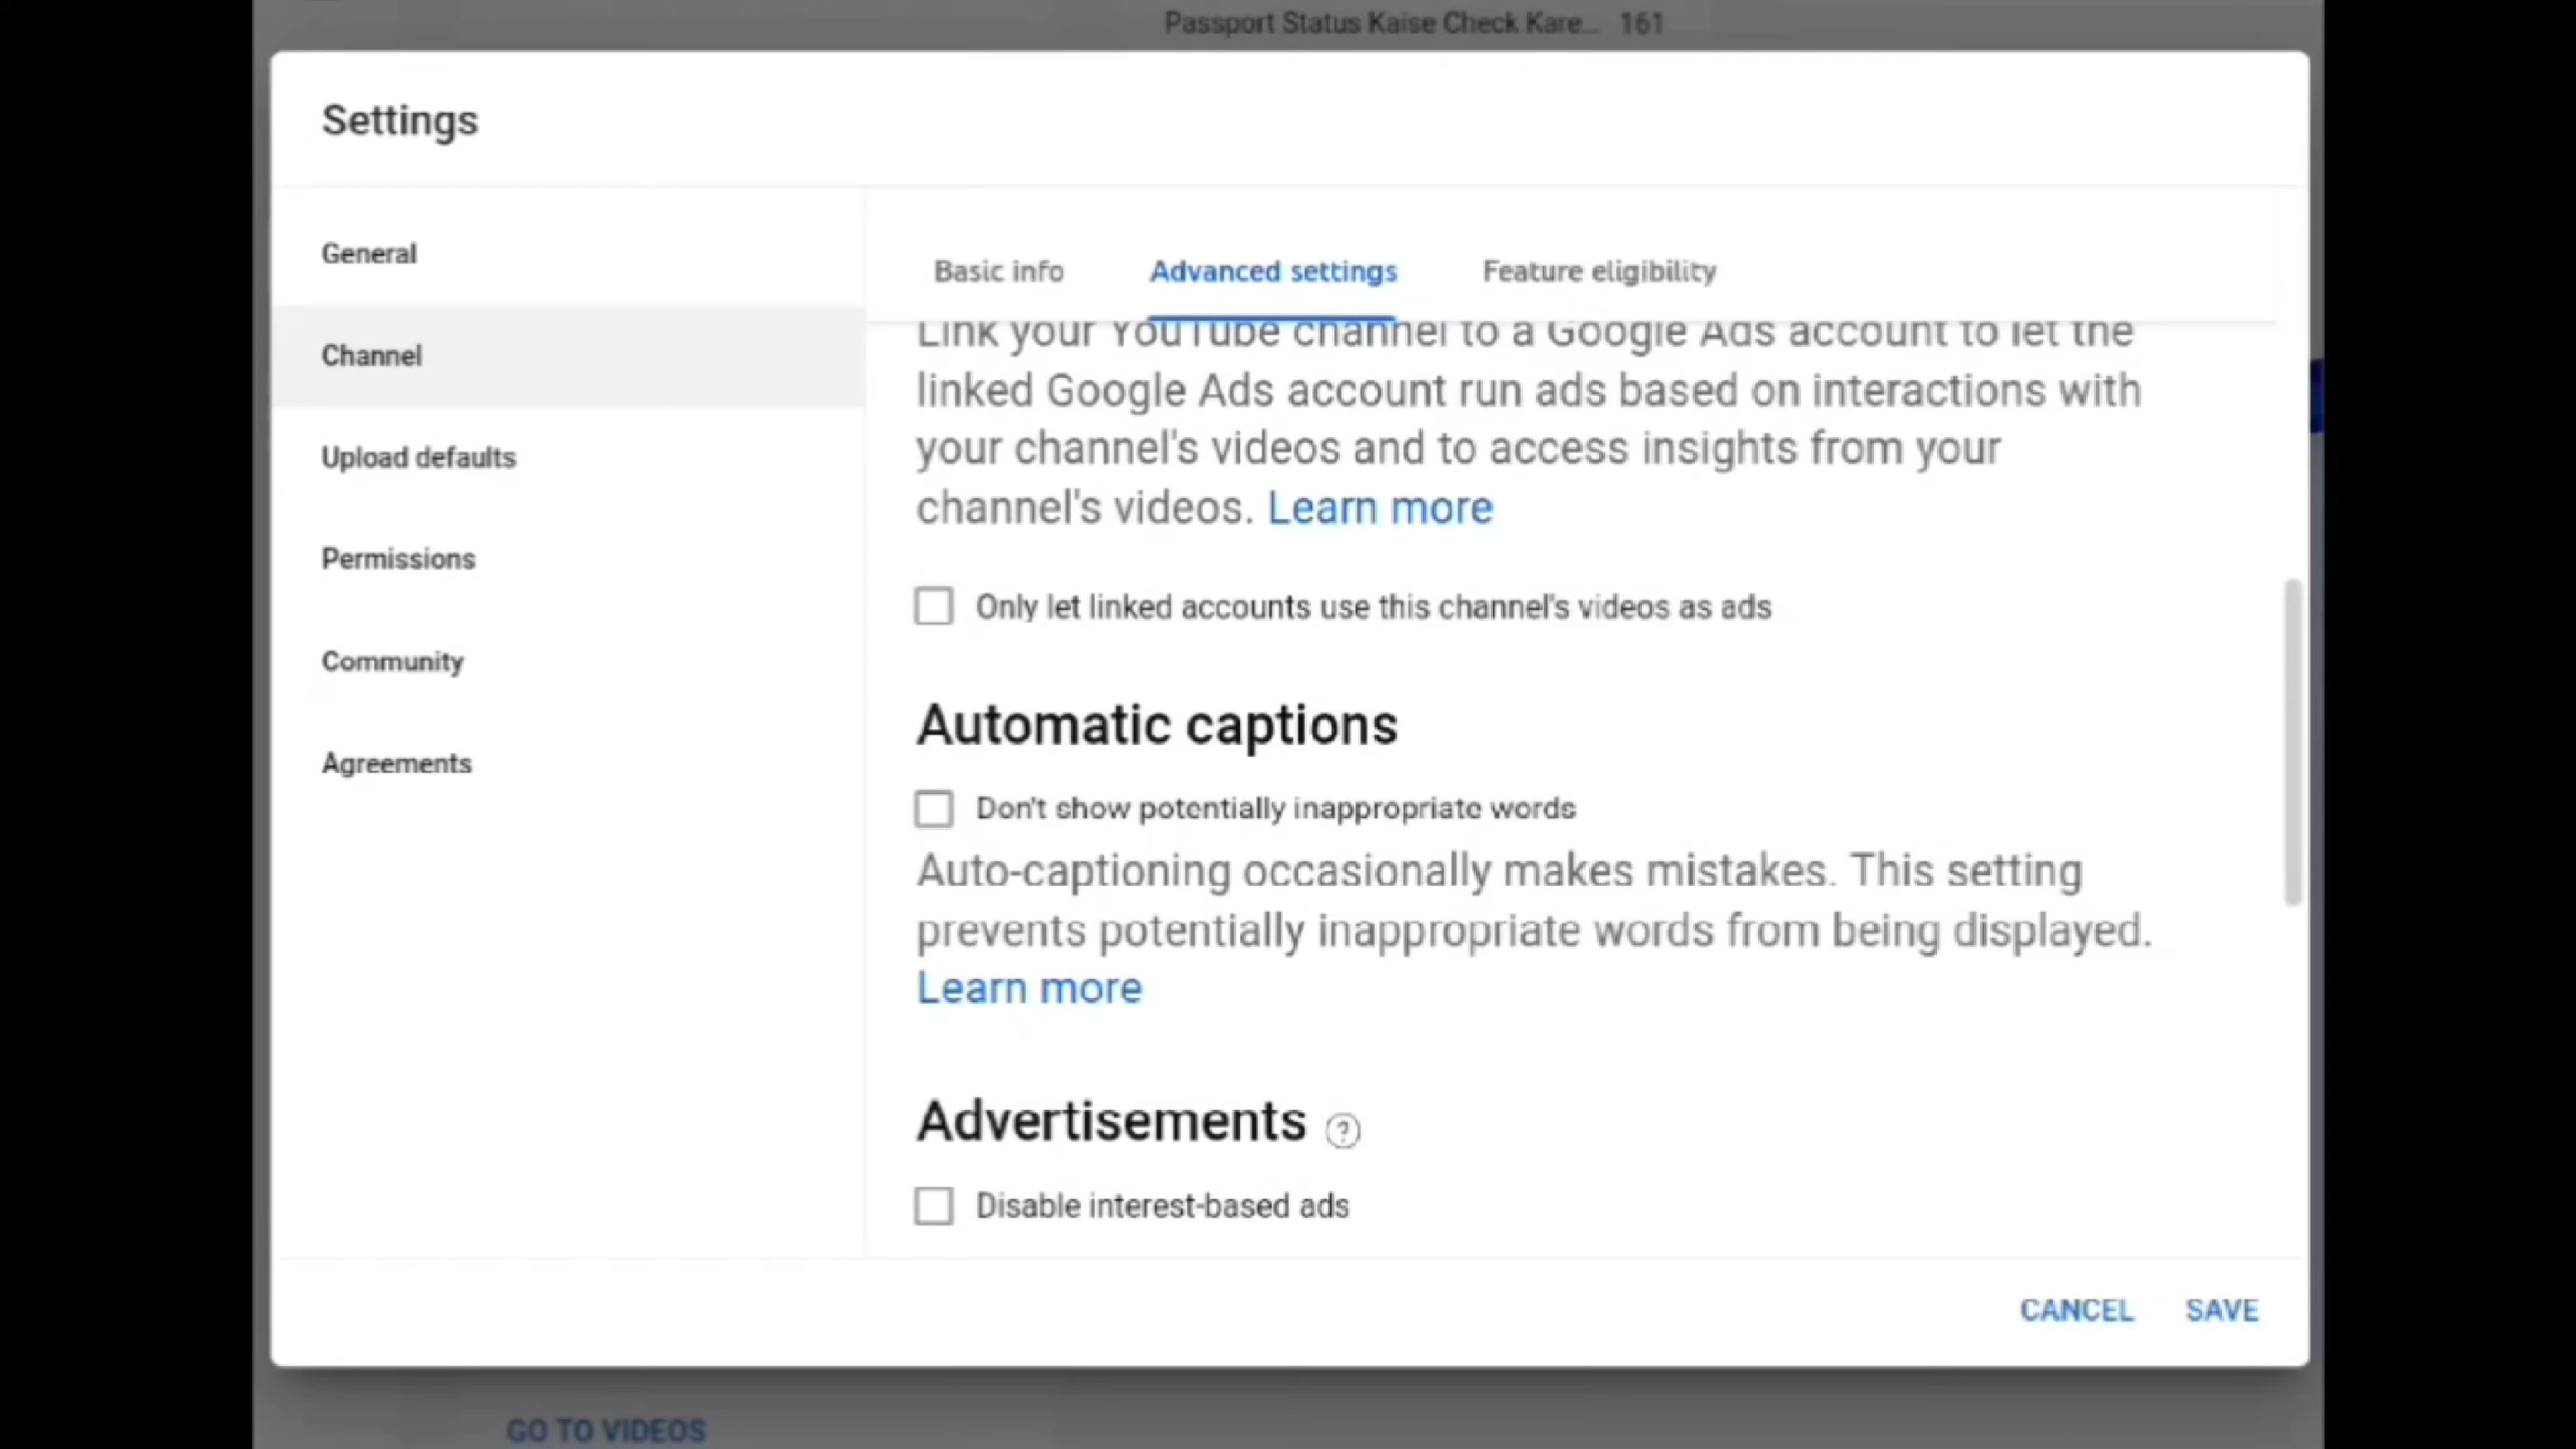 Passport Status Kaise Check Kare... 161
Settings
General
Channel
Upload defaults
Permissions
Community
Agreements
Basic info Advanced settings Feature eligibility
Link your YouTube channel to a Google Ads account to let the
linked Google Ads account run ads based on interactions with
your channel's videos and to access insights from your
channel's videos. Learn more
Only let linked accounts use this channel's videos as ads
Automatic captions
Don't show potentially inappropriate words
Auto-captioning occasionally makes mistakes. This setting
prevents potentially inappropriate words from being displayed.
Learn more
Advertisements ?
Disable interest-based ads
CANCEL SAVE
GO TO VIDEOS